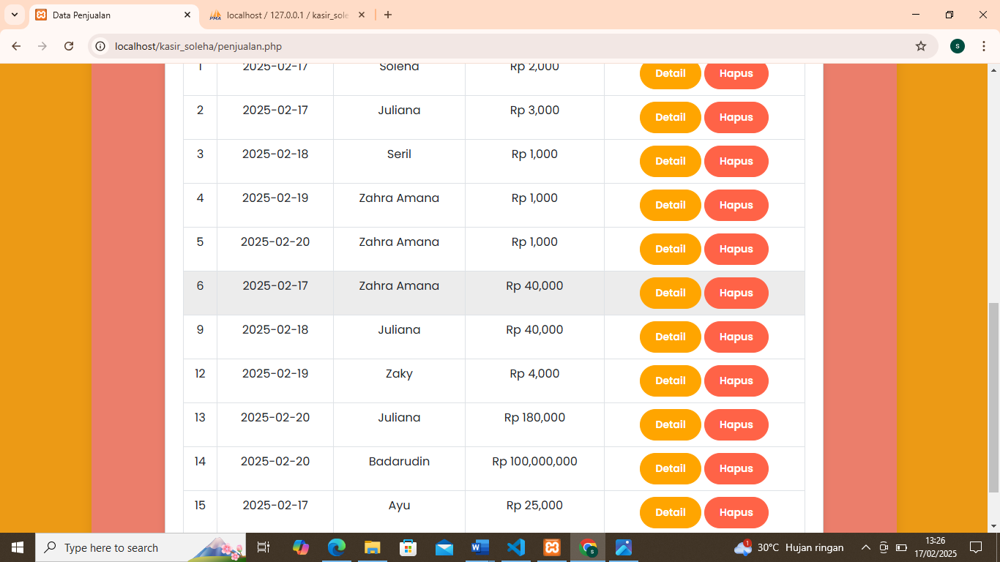 Data Penjualan
localhost / 127.0.0.1 / kasir_sole
localhost/kasir_soleha/penjualan.php
1 2025-02-17 Soleha Rp 2,000 Detail Hapus
2 2025-02-17 Juliana Rp 3,000 Detail Hapus
3 2025-02-18 Seril Rp 1,000 Detail Hapus
4 2025-02-19 Zahra Amana Rp 1,000 Detail Hapus
5 2025-02-20 Zahra Amana Rp 1,000 Detail Hapus
6 2025-02-17 Zahra Amana Rp 40,000 Detail Hapus
9 2025-02-18 Juliana Rp 40,000 Detail Hapus
12 2025-02-19 Zaky Rp 4,000 Detail Hapus
13 2025-02-20 Juliana Rp 180,000 Detail Hapus
14 2025-02-20 Badarudin Rp 100,000,000 Detail Hapus
15 2025-02-17 Ayu Rp 25,000 Detail Hapus
Type here to search
30°C Hujan ringan
13:26
17/02/2025